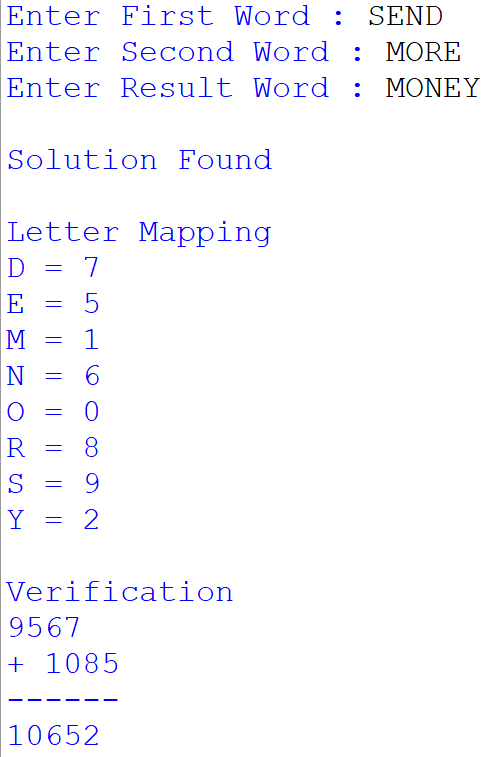 Enter First Word : SEND
Enter Second Word : MORE
Enter Result Word : MONEY
Solution Found
Letter Mapping
D = 7
E = 5
M = 1
N = 6
O = 0
R = 8
S = 9
Y = 2
Verification
9567
+ 1085
------
10652